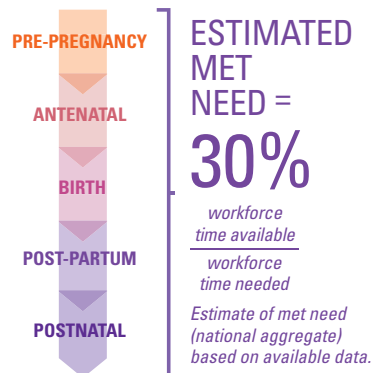 PRE-PREGNANCY
ANTENATAL
BIRTH
POST-PARTUM
POSTNATAL
ESTIMATED
MET
NEED =
30%
workforce
time available
workforce
time needed
Estimate of met need
(national aggregate)
based on available data.